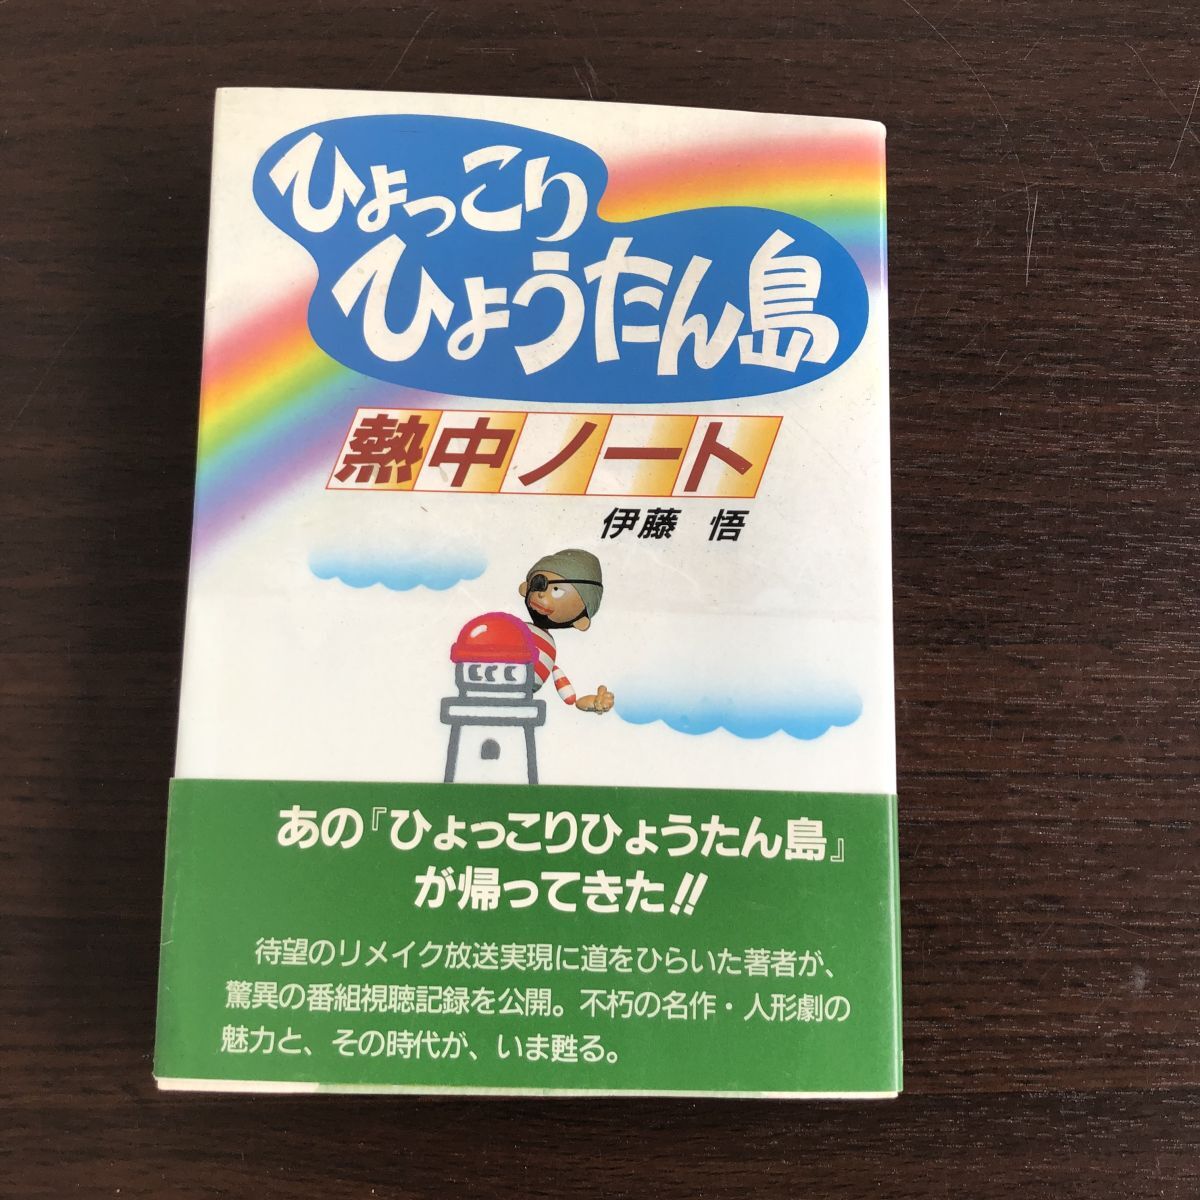 ひょっこり
ひょうたん島
熱中ノート
伊藤 悟
あの『ひょっこりひょうたん島』
が帰ってきた!!
待望のリメイク放送実現に道をひらいた著者が、
驚異の番組視聴記録を公開。不朽の名作・人形劇の
魅力と、その時代が、いま甦る。